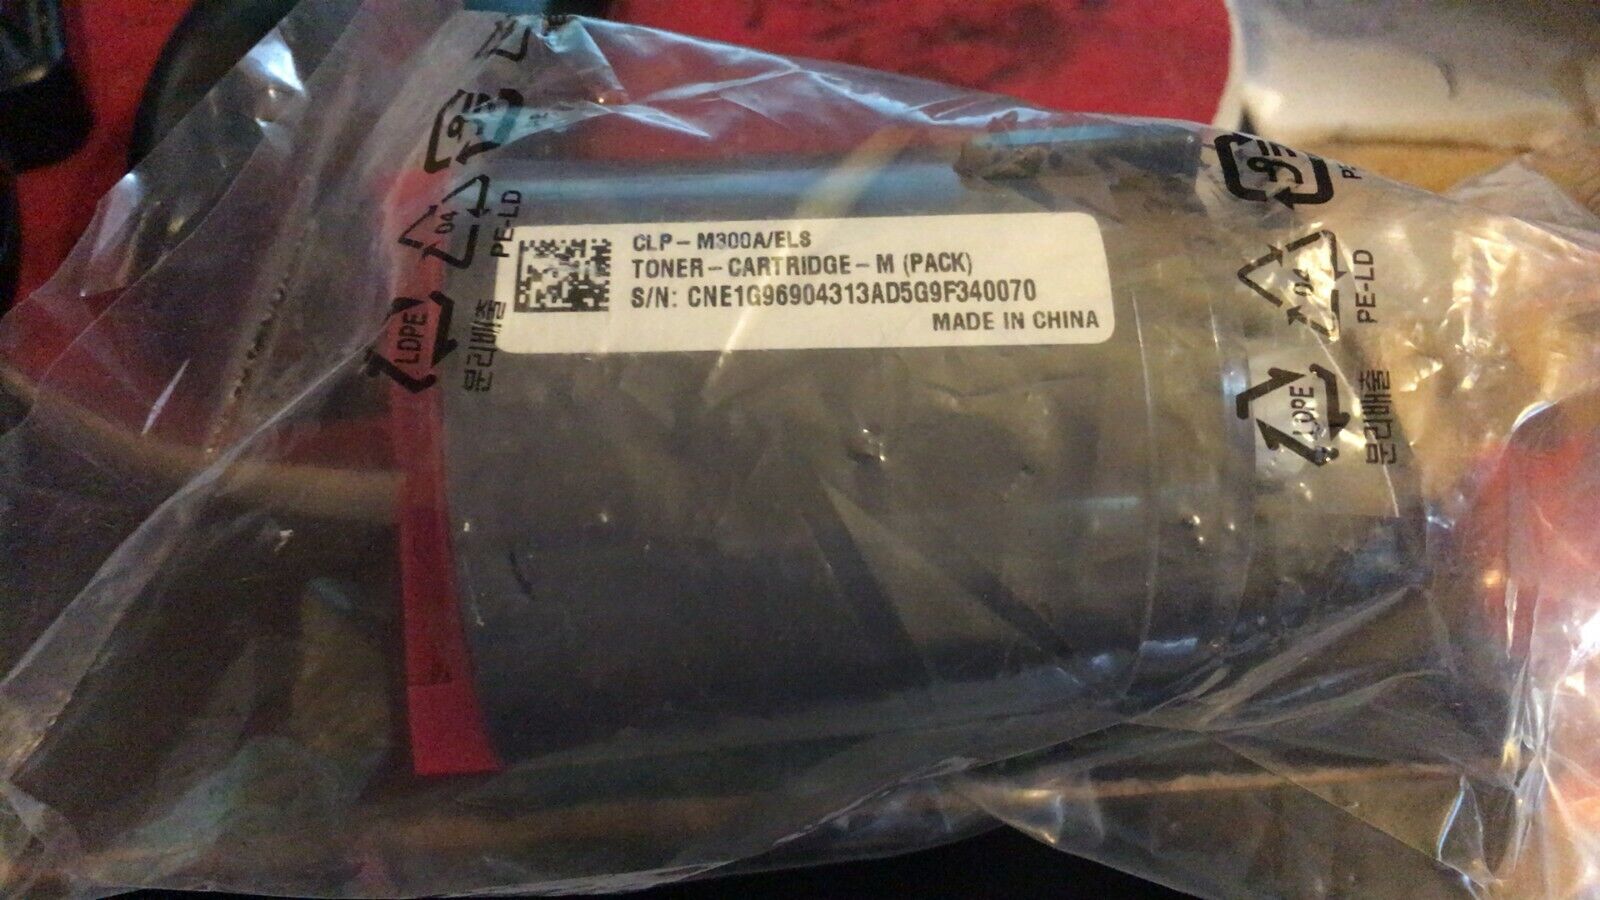 CLP-M300A/ELS
TONER-CARTRIDGE-M (PACK)
S/N: CNE1G96904313AD5G9F340070
MADE IN CHINA
04
PE-LD
LDPE
분리배출
04
PE-LD
LDPE
분리배출